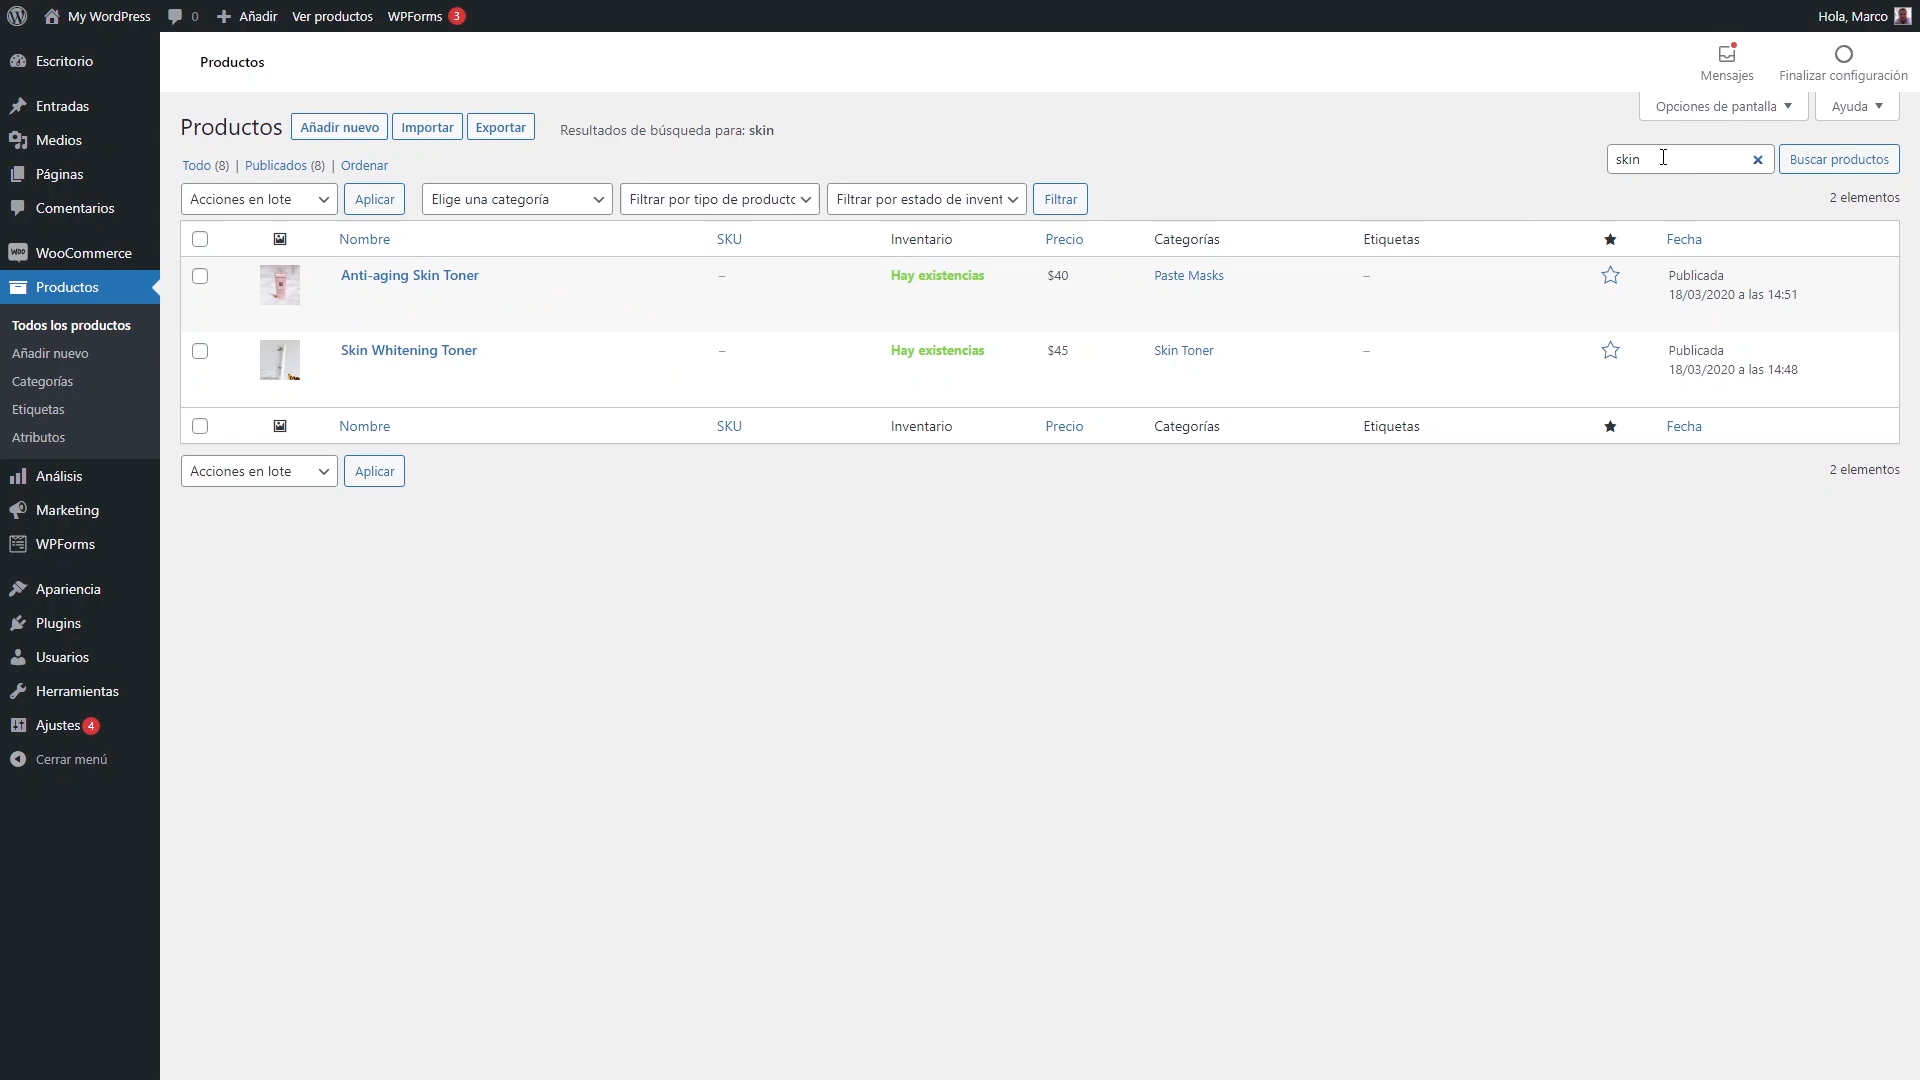 My WordPress 0 Añadir Ver productos WPForms 3 Hola, Marco
Escritorio
Entradas
Medios
Páginas
Comentarios
WooCommerce
Productos
Todos los productos
Añadir nuevo
Categorías
Etiquetas
Atributos
Análisis
Marketing
WPForms
Apariencia
Plugins
Usuarios
Herramientas
Ajustes 4
Cerrar menú
Productos
Mensajes
Finalizar configuración
Opciones de pantalla
Ayuda
Productos Añadir nuevo Importar Exportar Resultados de búsqueda para: skin
Todo (8) | Publicados (8) | Ordenar
skin
Buscar productos
Acciones en lote Aplicar Elige una categoría Filtrar por tipo de producto Filtrar por estado de invent Filtrar 2 elementos
Nombre SKU Inventario Precio Categorías Etiquetas Fecha
Anti-aging Skin Toner – Hay existencias $40 Paste Masks – Publicada
18/03/2020 a las 14:51
Skin Whitening Toner – Hay existencias $45 Skin Toner – Publicada
18/03/2020 a las 14:48
Nombre SKU Inventario Precio Categorías Etiquetas Fecha
Acciones en lote Aplicar 2 elementos